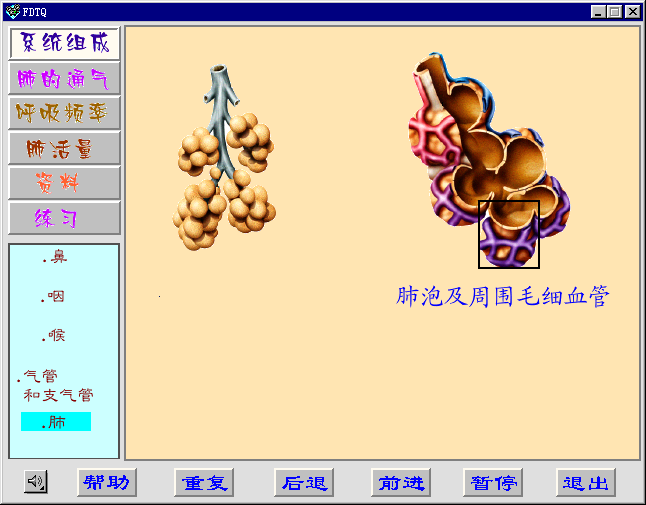 FDTQ
系统组成
肺的通气
呼吸频率
肺活量
资料
练习
.鼻
.咽
.喉
.气管
和支气管
.肺
肺泡及周围毛细血管
帮助
重复
后退
前进
暂停
退出